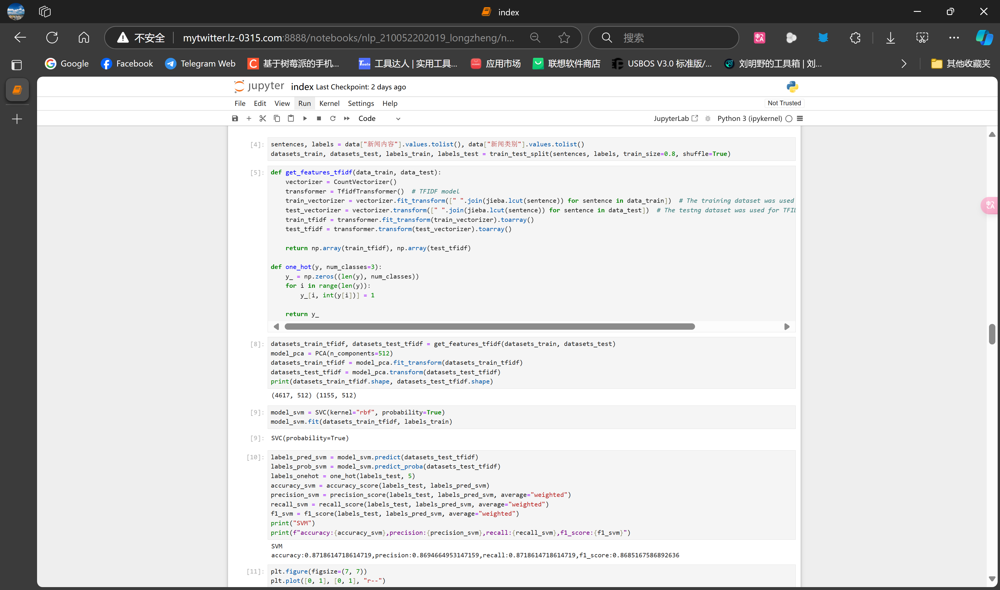 index
不安全
mytwitter.lz-0315.com:8888/notebooks/nlp_210052202019_longzheng/n...
搜索
Google
Facebook
Telegram Web
基于树莓派的手机...
工具达人 | 实用工具...
应用市场
联想软件商店
USBOS V3.0 标准版/...
刘明野的工具箱 | 刘...
其他收藏夹
jupyter index Last Checkpoint: 2 days ago
File Edit View Run Kernel Settings Help
Not Trusted
Code
JupyterLab
Python 3 (ipykernel)
[4]:
sentences, labels = data["新闻内容"].values.tolist(), data["新闻类别"].values.tolist()
datasets_train, datasets_test, labels_train, labels_test = train_test_split(sentences, labels, train_size=0.8, shuffle=True)
[5]:
def get_features_tfidf(data_train, data_test):
    vectorizer = CountVectorizer()
    transformer = TfidfTransformer()  # TFIDF model
    train_vectorizer = vectorizer.fit_transform([" ".join(jieba.lcut(sentence)) for sentence in data_train])  # The training dataset was used
    test_vectorizer = vectorizer.transform([" ".join(jieba.lcut(sentence)) for sentence in data_test])  # The testng dataset was used for TFID
    train_tfidf = transformer.fit_transform(train_vectorizer).toarray()
    test_tfidf = transformer.transform(test_vectorizer).toarray()
    return np.array(train_tfidf), np.array(test_tfidf)
def one_hot(y, num_classes=3):
    y_ = np.zeros((len(y), num_classes))
    for i in range(len(y)):
        y_[i, int(y[i])] = 1
    return y_
[8]:
datasets_train_tfidf, datasets_test_tfidf = get_features_tfidf(datasets_train, datasets_test)
model_pca = PCA(n_components=512)
datasets_train_tfidf = model_pca.fit_transform(datasets_train_tfidf)
datasets_test_tfidf = model_pca.transform(datasets_test_tfidf)
print(datasets_train_tfidf.shape, datasets_test_tfidf.shape)
(4617, 512) (1155, 512)
[9]:
model_svm = SVC(kernel="rbf", probability=True)
model_svm.fit(datasets_train_tfidf, labels_train)
[9]:
SVC(probability=True)
[10]:
labels_pred_svm = model_svm.predict(datasets_test_tfidf)
labels_prob_svm = model_svm.predict_proba(datasets_test_tfidf)
labels_onehot = one_hot(labels_test, 5)
accuracy_svm = accuracy_score(labels_test, labels_pred_svm)
precision_svm = precision_score(labels_test, labels_pred_svm, average="weighted")
recall_svm = recall_score(labels_test, labels_pred_svm, average="weighted")
f1_svm = f1_score(labels_test, labels_pred_svm, average="weighted")
print("SVM")
print(f"accuracy:{accuracy_svm},precision:{precision_svm},recall:{recall_svm},f1_score:{f1_svm}")
SVM
accuracy:0.8718614718614719,precision:0.8694664953147159,recall:0.8718614718614719,f1_score:0.8685167586892636
[11]:
plt.figure(figsize=(7, 7))
plt.plot([0, 1], [0, 1], "r--")